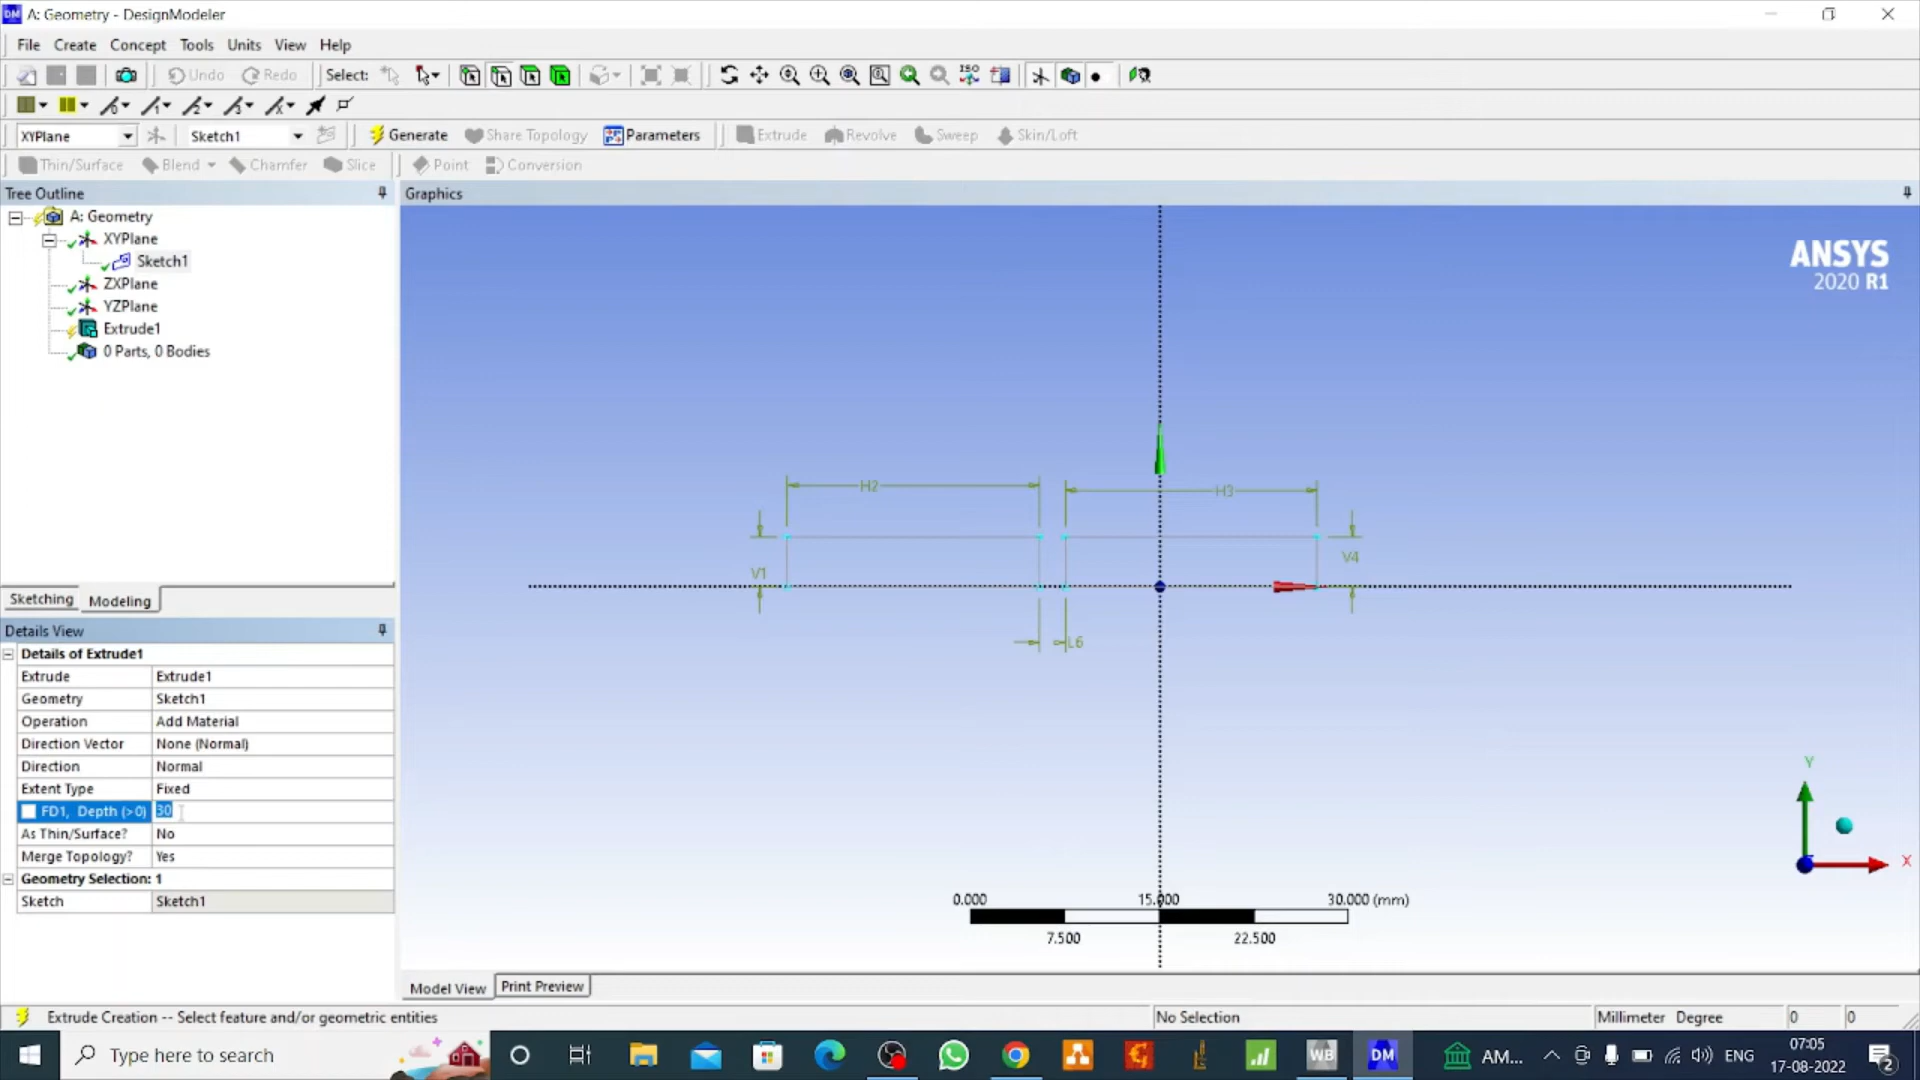 A: Geometry - DesignModeler
File Create Concept Tools Units View Help
Undo Redo Select: ISO
XYPlane Sketch1 Generate Share Topology Parameters Extrude Revolve Sweep Skin/Loft
Thin/Surface Blend Chamfer Slice Point Conversion
Tree Outline
A: Geometry
XYPlane
Sketch1
ZXPlane
YZPlane
Extrude1
0 Parts, 0 Bodies
Sketching Modeling
Details View
Details of Extrude1
Extrude Extrude1
Geometry Sketch1
Operation Add Material
Direction Vector None (Normal)
Direction Normal
Extent Type Fixed
FD1, Depth (>0) 30
As Thin/Surface? No
Merge Topology? Yes
Geometry Selection: 1
Sketch Sketch1
Graphics
ANSYS
2020 R1
H2
H3
V1
V4
L6
Y
X
0.000 15.000 30.000 (mm)
7.500 22.500
Model View Print Preview
Extrude Creation -- Select feature and/or geometric entities No Selection Millimeter Degree 0 0
Type here to search WB DM AM... ENG 07:05
17-08-2022
2